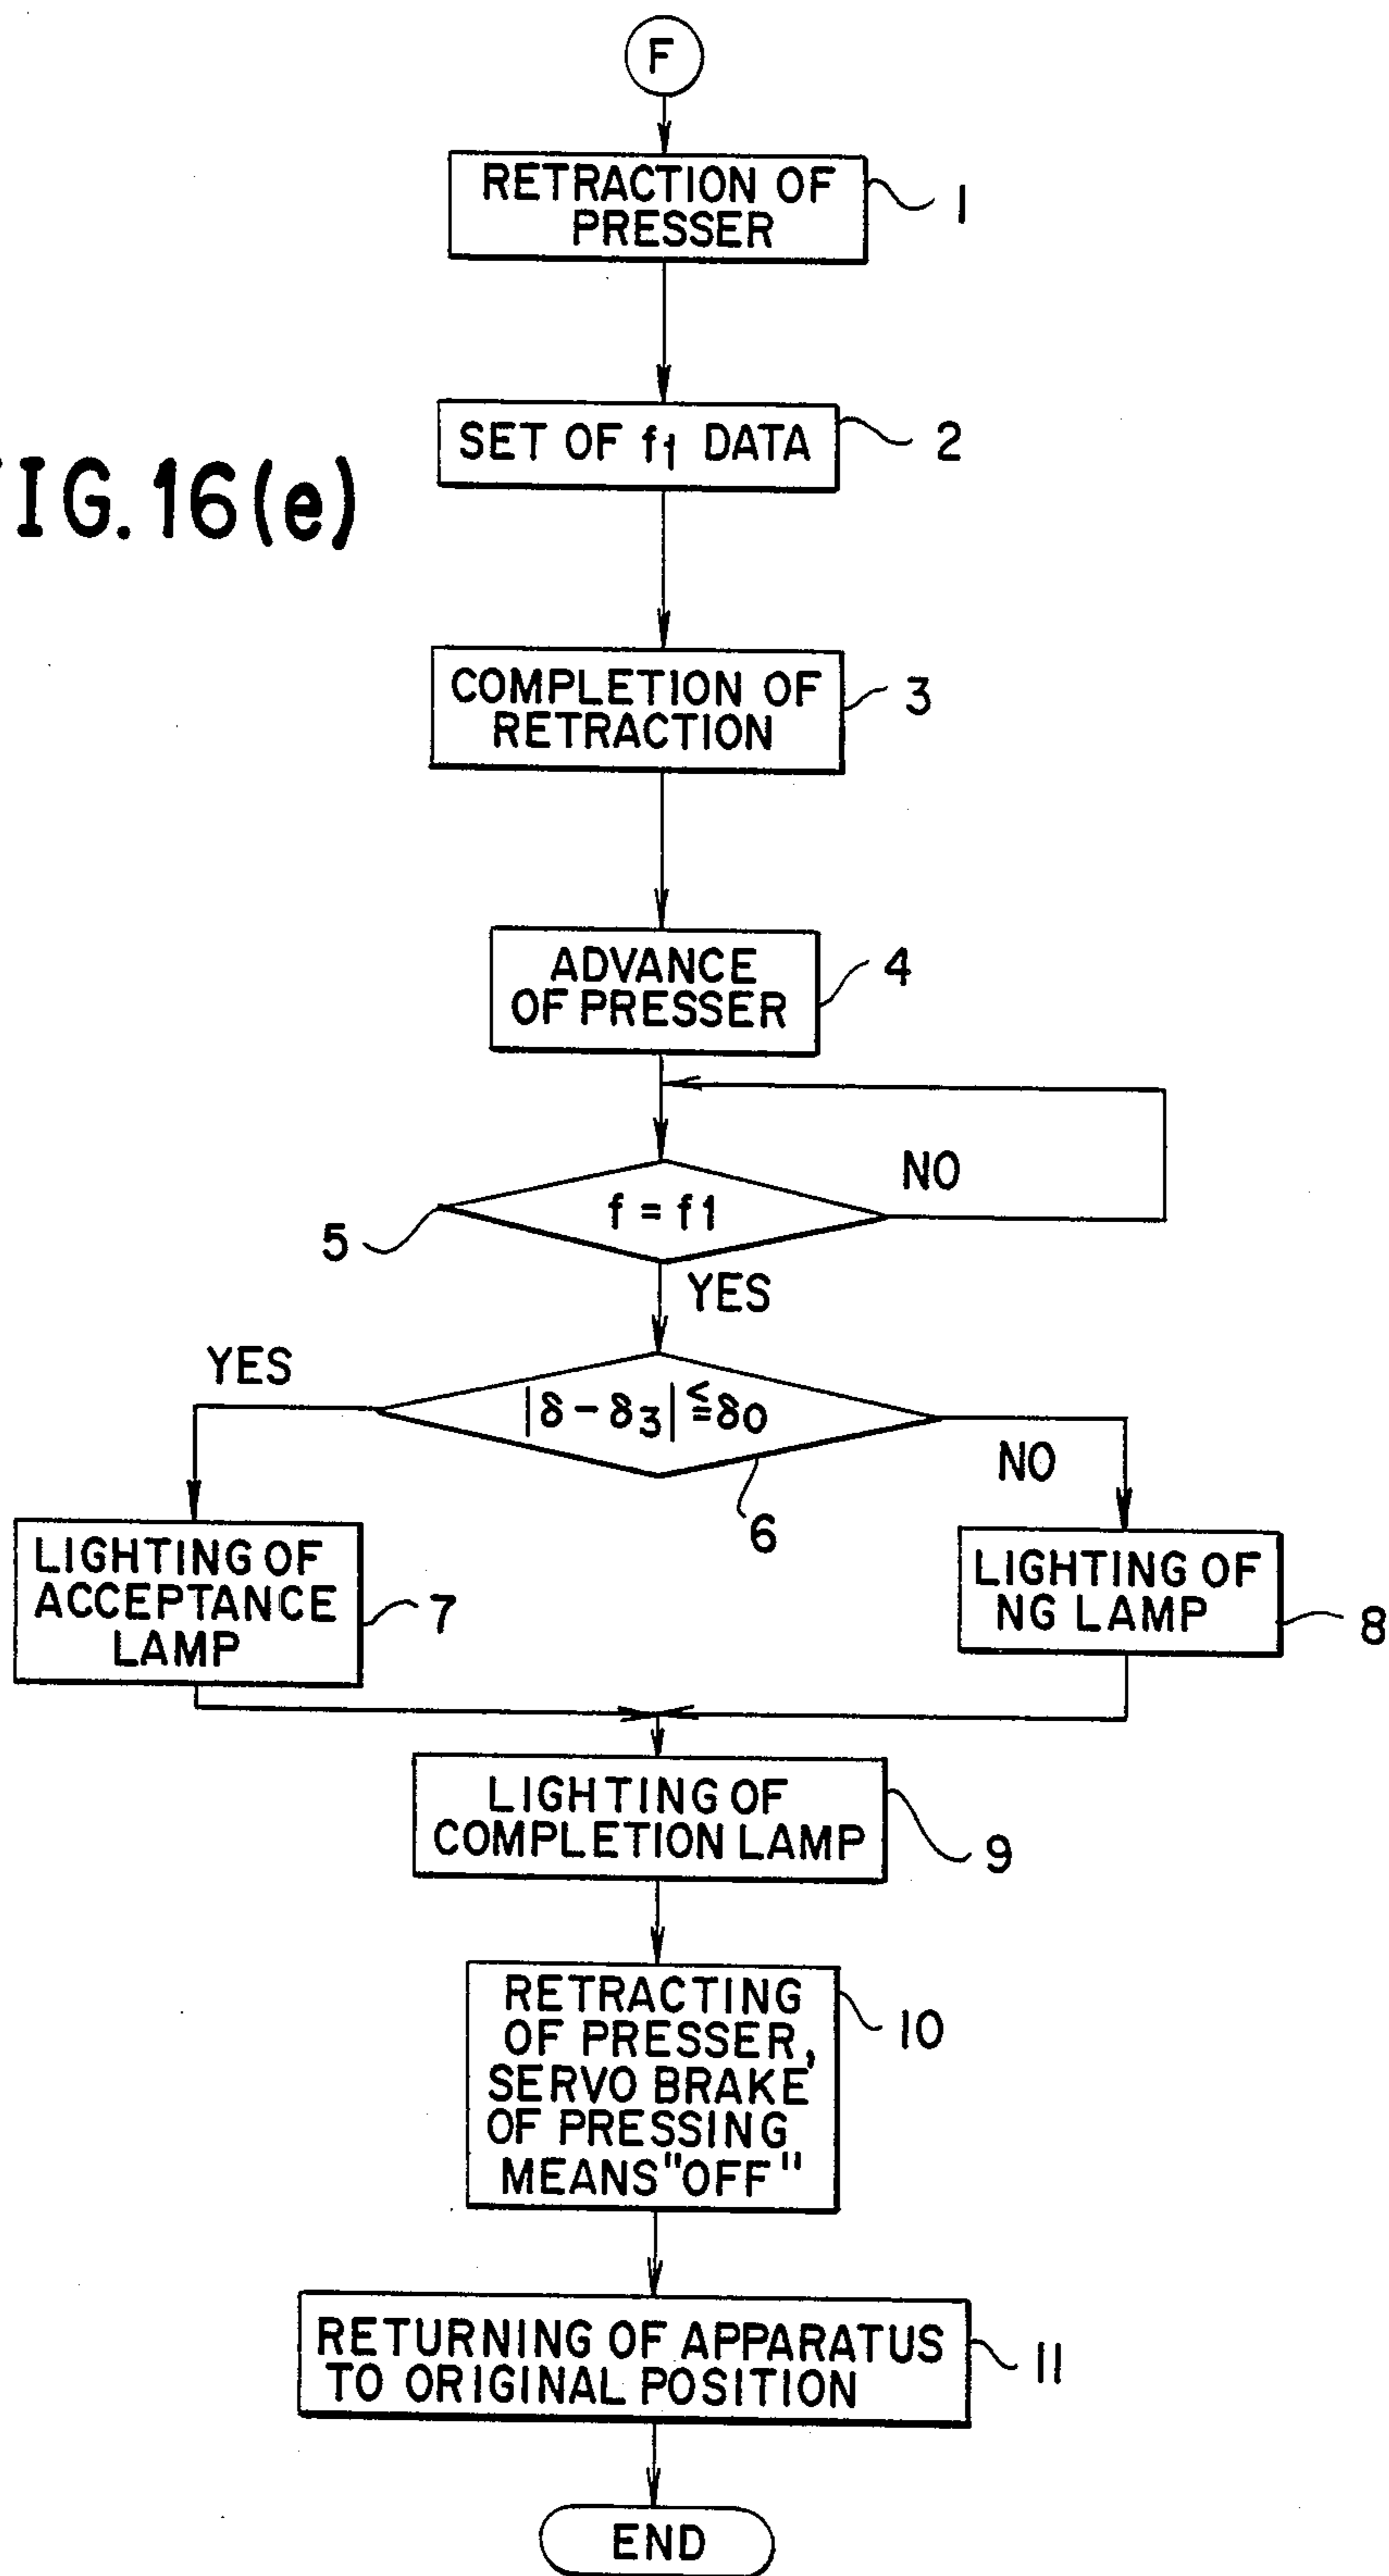 F
RETRACTION OF
PRESSER
1
SET OF f1 DATA
2
FIG. 16(e)
COMPLETION OF
RETRACTION
3
ADVANCE
OF PRESSER
4
NO
f = f1
5
YES
YES
|δ - δ3| ≦ δ0
NO
6
LIGHTING OF
ACCEPTANCE
LAMP
7
LIGHTING OF
NG LAMP
8
LIGHTING OF
COMPLETION LAMP
9
RETRACTING
OF PRESSER,
SERVO BRAKE
OF PRESSING
MEANS "OFF"
10
RETURNING OF APPARATUS
TO ORIGINAL POSITION
11
END